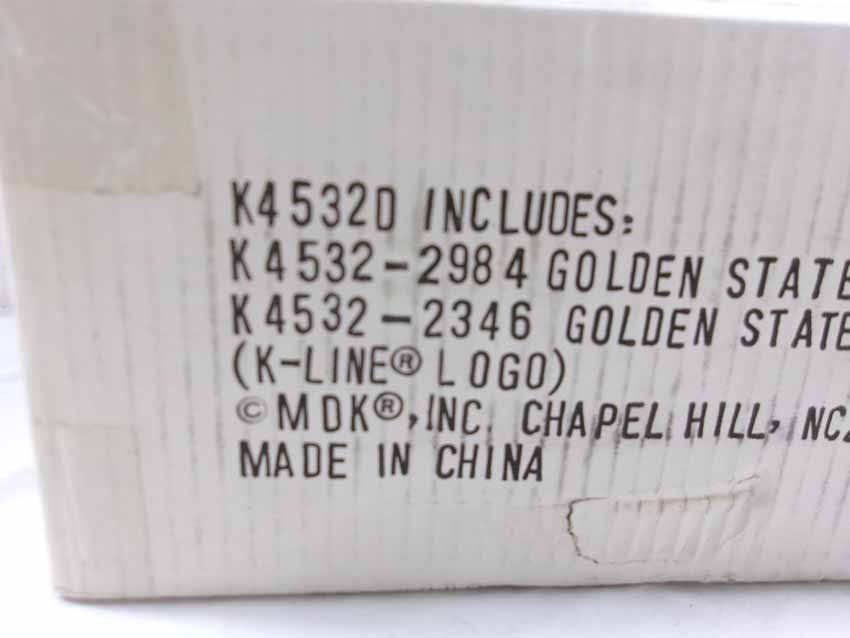 K45320 INCLUDES:
K4532-2984 GOLDEN STATE
K4532-2346 GOLDEN STATE
(K-LINE® LOGO)
©MDK®, INC. CHAPEL HILL, NC
MADE IN CHINA